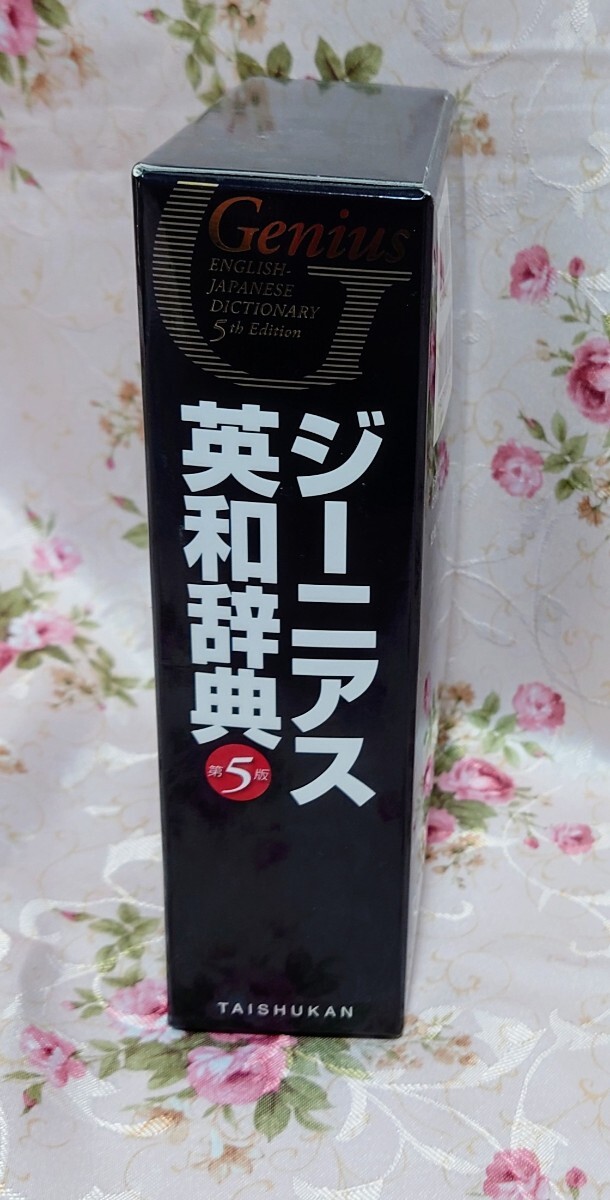 Genius
ENGLISH-
JAPANESE
DICTIONARY
5th Edition
ジーニアス
英和辞典
第5版
TAISHUKAN